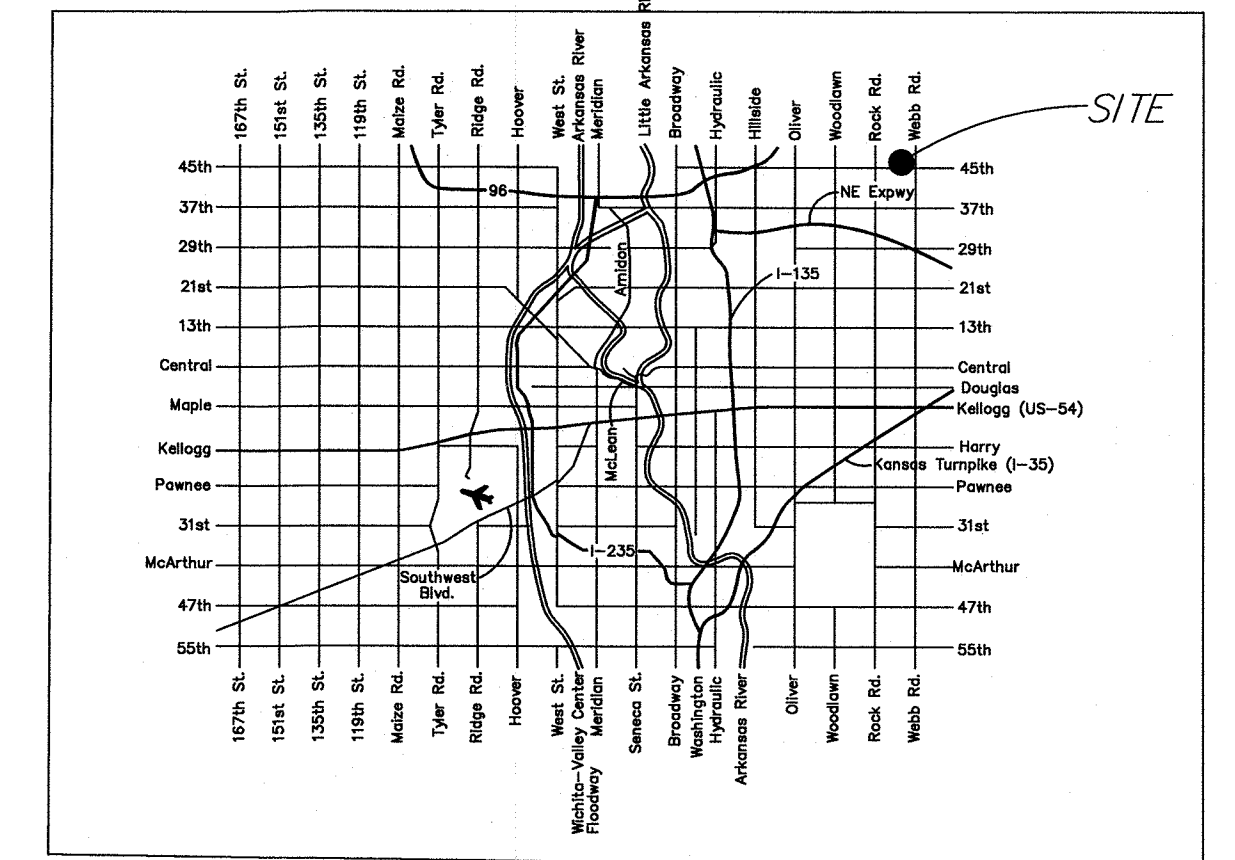 167th St.
151st St.
135th St.
119th St.
Maize Rd.
Tyler Rd.
Ridge Rd.
Hoover
West St.
Arkansas River
Meridian
Little Arkansas
Broadway
Hydraulic
Hillside
Oliver
Woodlawn
Rock Rd.
Webb Rd.
SITE
45th
45th
96
NE Expwy
37th
37th
29th
29th
Amidon
I-135
21st
21st
13th
13th
Central
Central
Douglas
Maple
Kellogg (US-54)
McLean
Kellogg
Harry
Kansas Turnpike (I-35)
Pawnee
Pawnee
31st
31st
I-235
McArthur
McArthur
Southwest
Blvd.
47th
47th
55th
55th
167th St.
151st St.
135th St.
119th St.
Maize Rd.
Tyler Rd.
Ridge Rd.
Hoover
West St.
Wichita-Valley Center
Floodway
Meridian
Seneca St.
Broadway
Washington
Hydraulic
Arkansas River
Oliver
Woodlawn
Rock Rd.
Webb Rd.